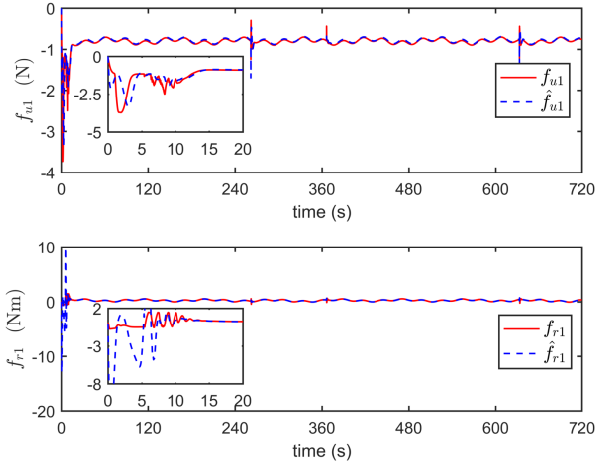 0
-1
-2
-3
-4
f_{u1} (N)
0
-2.5
-5
0 5 10 15 20
f_{u1}
\hat{f}_{u1}
0 120 240 360 480 600 720
time (s)
10
0
-10
-20
f_{r1} (Nm)
2
-3
-8
0 5 10 15 20
f_{r1}
\hat{f}_{r1}
0 120 240 360 480 600 720
time (s)